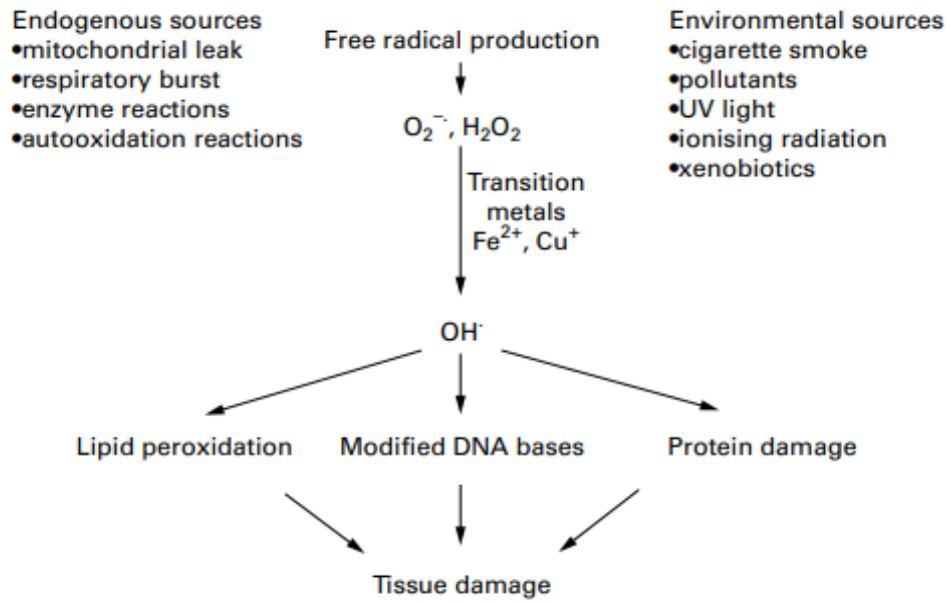 Endogenous sources
•mitochondrial leak
•respiratory burst
•enzyme reactions
•autooxidation reactions
Free radical production
Environmental sources
•cigarette smoke
•pollutants
•UV light
•ionising radiation
•xenobiotics
O₂⁻·, H₂O₂
Transition
metals
Fe²⁺, Cu⁺
OH·
Lipid peroxidation
Modified DNA bases
Protein damage
Tissue damage